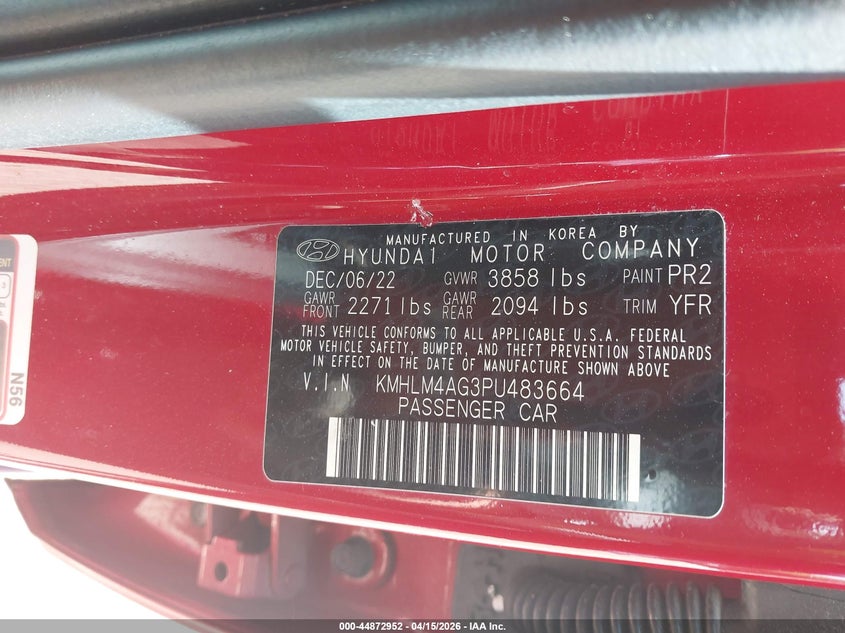 MANUFACTURED IN KOREA BY
HYUNDAI MOTOR COMPANY
DEC/06/22 GVWR 3858 lbs PAINT PR2
GAWR FRONT 2271 lbs GAWR REAR 2094 lbs TRIM YFR
THIS VEHICLE CONFORMS TO ALL APPLICABLE U.S.A. FEDERAL
MOTOR VEHICLE SAFETY, BUMPER, AND THEFT PREVENTION STANDARDS
IN EFFECT ON THE DATE OF MANUFACTURE SHOWN ABOVE
V.I.N KMHLM4AG3PU483664
PASSENGER CAR
N56
000-44872952 - 04/15/2026 - IAA Inc.